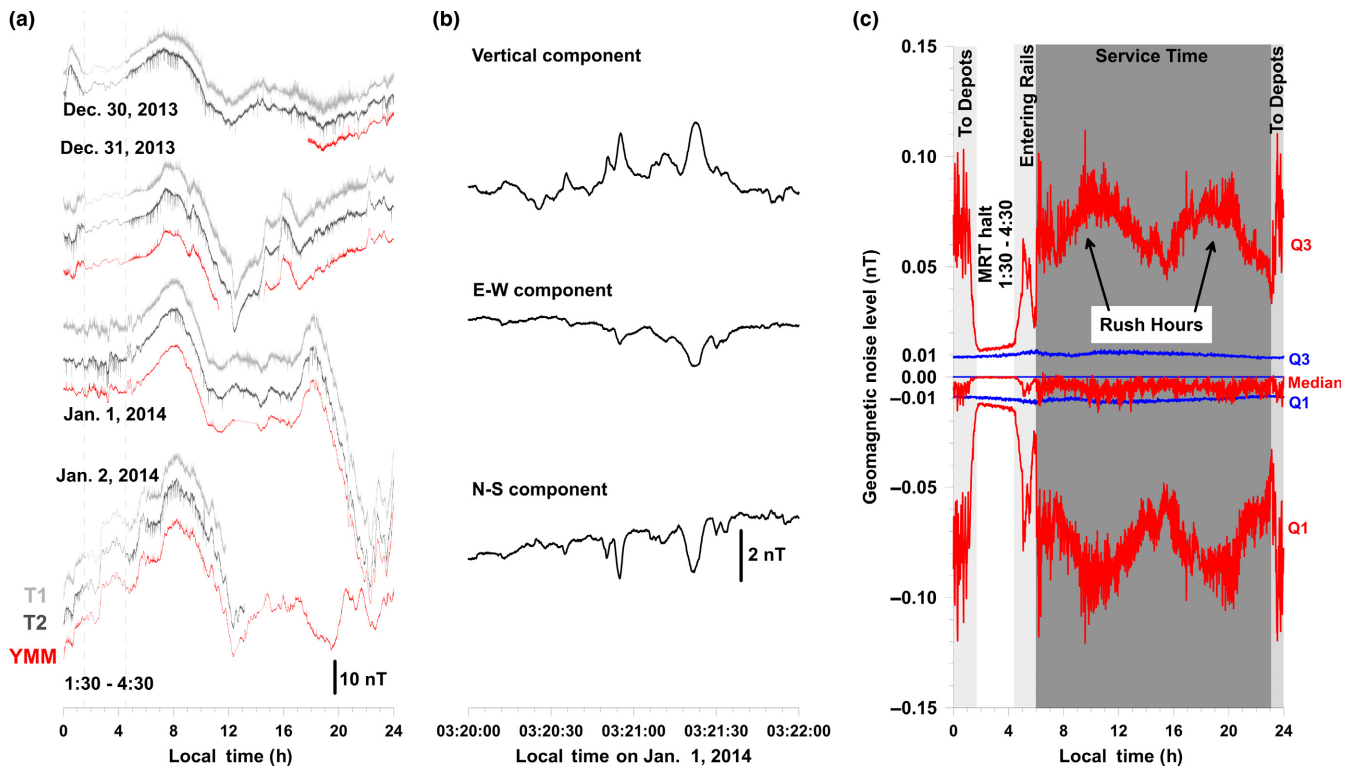 (a)
Dec. 30, 2013
Dec. 31, 2013
Jan. 1, 2014
Jan. 2, 2014
T1
T2
YMM
1:30 - 4:30
10 nT
0 4 8 12 16 20 24
Local time (h)
(b)
Vertical component
E-W component
N-S component
2 nT
03:20:00 03:20:30 03:21:00 03:21:30 03:22:00
Local time on Jan. 1, 2014
(c)
Geomagnetic noise level (nT)
0.15
0.10
0.05
0.01
0.00
−0.01
−0.05
−0.10
−0.15
To Depots
MRT halt
1:30 - 4:30
Entering Rails
Service Time
To Depots
Rush Hours
Q3
Q3
Median
Q1
Q1
0 4 8 12 16 20 24
Local time (h)